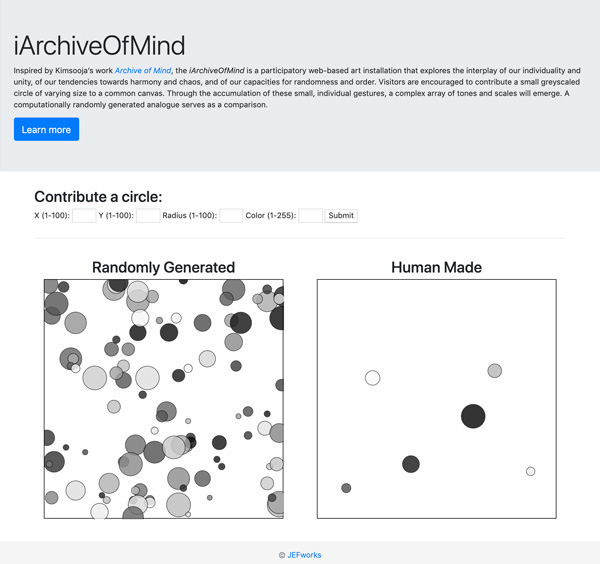 iArchiveOfMind
Inspired by Kimsooja's work Archive of Mind, the iArchiveOfMind is a participatory web-based art installation that explores the interplay of our individuality and
unity, of our tendencies towards harmony and chaos, and of our capacities for randomness and order. Visitors are encouraged to contribute a small greyscaled
circle of varying size to a common canvas. Through the accumulation of these small, individual gestures, a complex array of tones and scales will emerge. A
computationally randomly generated analogue serves as a comparison.
Learn more
Contribute a circle:
X (1-100): Y (1-100): Radius (1-100): Color (1-255): Submit
Randomly Generated Human Made
© JEFworks